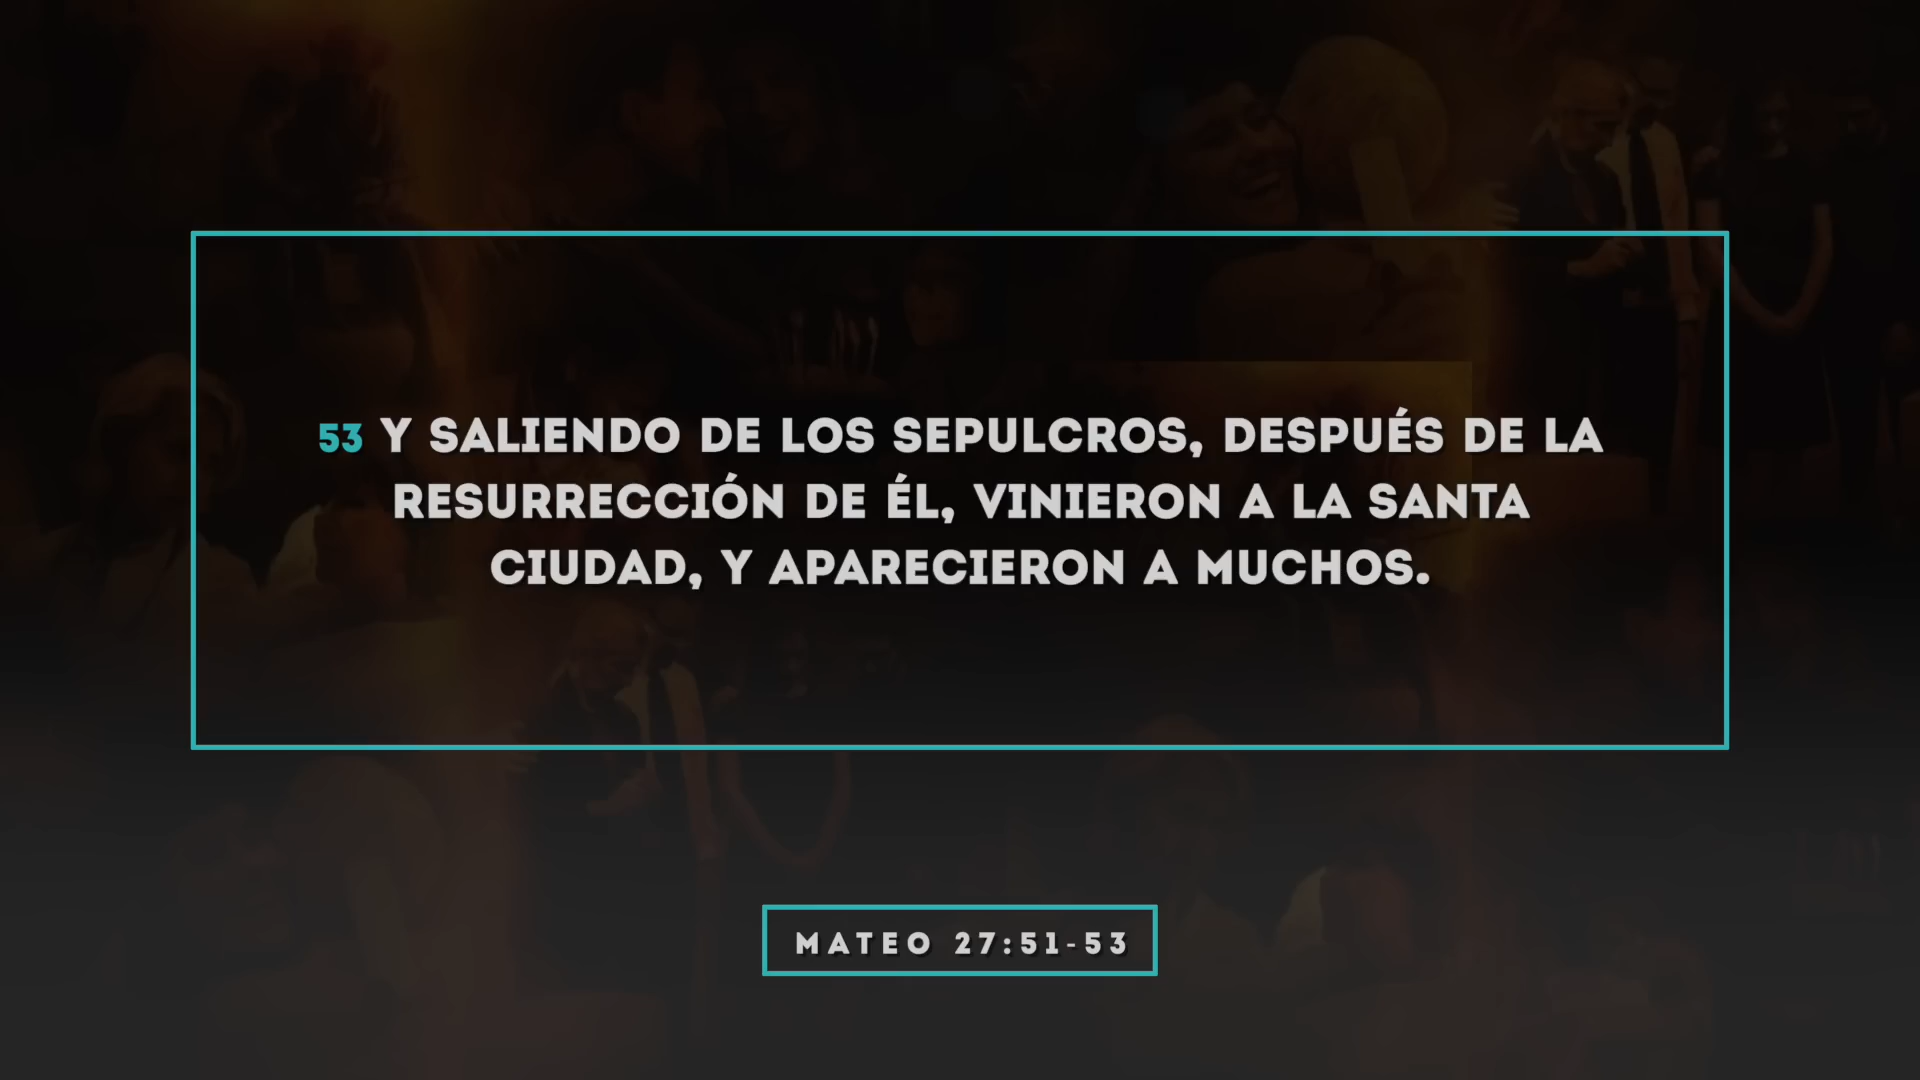 53 Y SALIENDO DE LOS SEPULCROS, DESPUÉS DE LA
RESURRECCIÓN DE ÉL, VINIERON A LA SANTA
CIUDAD, Y APARECIERON A MUCHOS.
MATEO 27:51-53